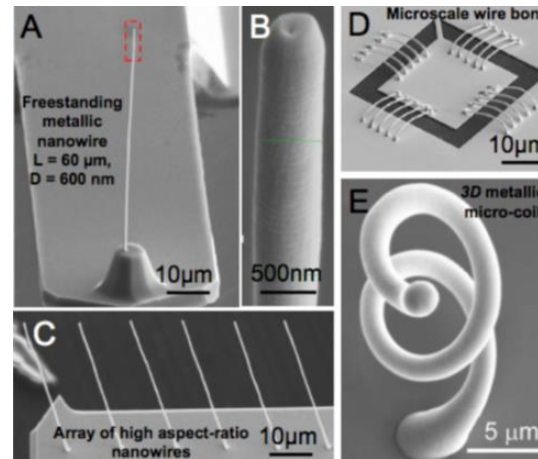 A
Freestanding
metallic
nanowire
L = 60 μm,
D = 600 nm
10μm
B
500nm
C
Array of high aspect-ratio
nanowires
10μm
D
Microscale wire bon
10μm
E
3D metallic
micro-coil
5 μm